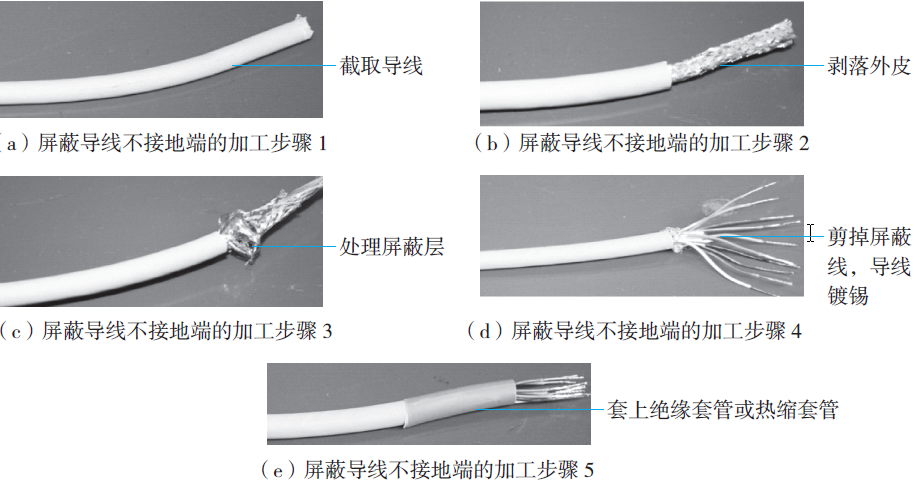 截取导线
剥落外皮
(a)屏蔽导线不接地端的加工步骤1
(b)屏蔽导线不接地端的加工步骤2
处理屏蔽层
剪掉屏蔽
线，导线
镀锡
(c)屏蔽导线不接地端的加工步骤3
(d)屏蔽导线不接地端的加工步骤4
套上绝缘套管或热缩套管
(e)屏蔽导线不接地端的加工步骤5